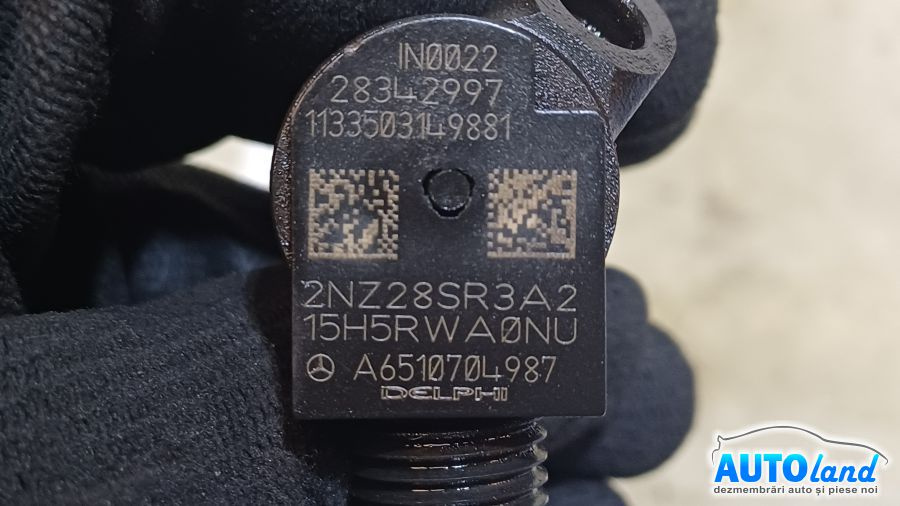 IN0022
28342997
1133503149881
2NZ28SR3A2
15H5RWA0NU
A6510704987
DELPHI
AUTOland
dezmembrări auto și piese noi